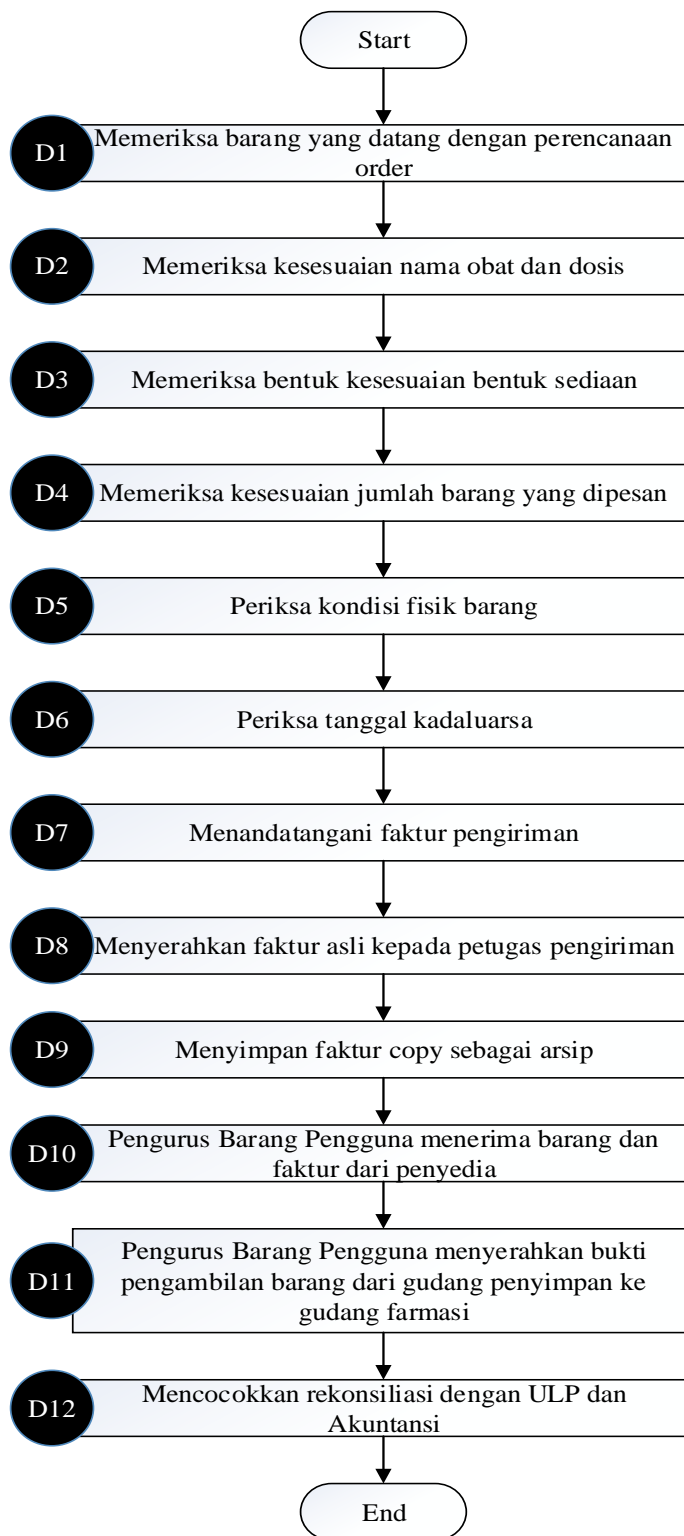 Start
D1
Memeriksa barang yang datang dengan perencanaan
order
D2
Memeriksa kesesuaian nama obat dan dosis
D3
Memeriksa bentuk kesesuaian bentuk sediaan
D4
Memeriksa kesesuaian jumlah barang yang dipesan
D5
Periksa kondisi fisik barang
D6
Periksa tanggal kadaluarsa
D7
Menandatangani faktur pengiriman
D8
Menyerahkan faktur asli kepada petugas pengiriman
D9
Menyimpan faktur copy sebagai arsip
D10
Pengurus Barang Pengguna menerima barang dan
faktur dari penyedia
D11
Pengurus Barang Pengguna menyerahkan bukti
pengambilan barang dari gudang penyimpan ke
gudang farmasi
D12
Mencocokkan rekonsiliasi dengan ULP dan
Akuntansi
End